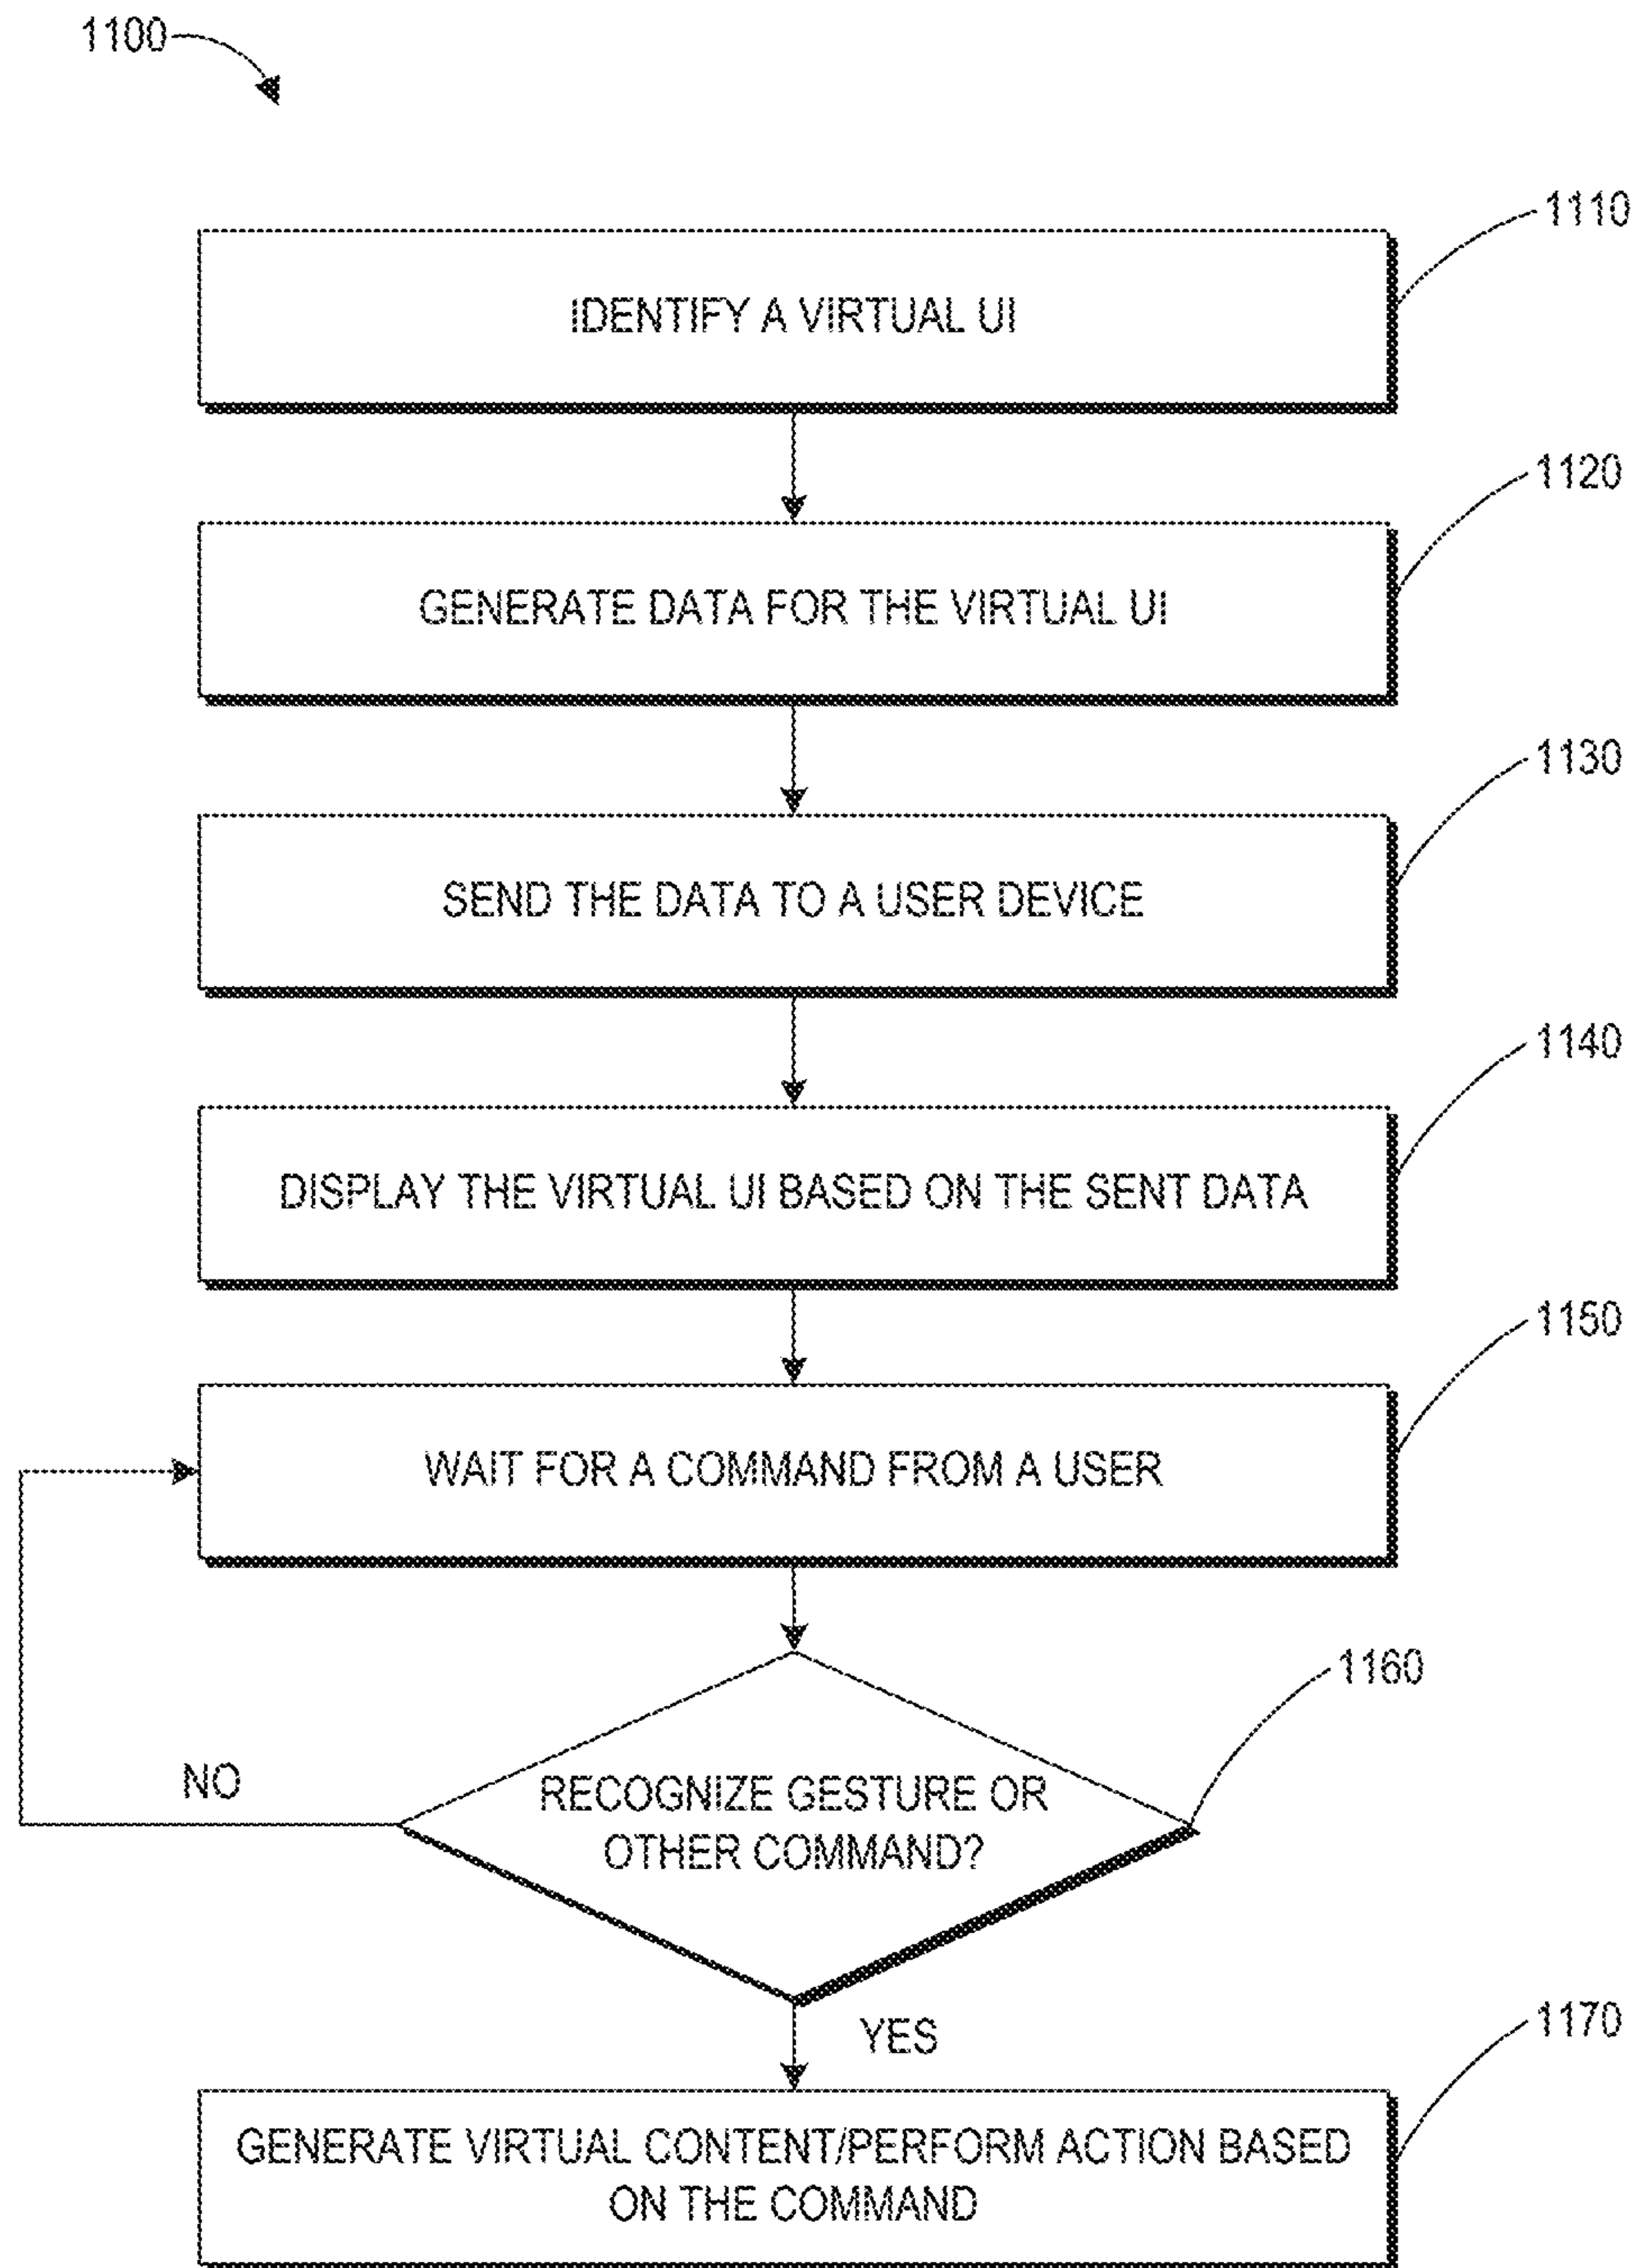 1100
1110
IDENTIFY A VIRTUAL UI
1120
GENERATE DATA FOR THE VIRTUAL UI
1130
SEND THE DATA TO A USER DEVICE
1140
DISPLAY THE VIRTUAL UI BASED ON THE SENT DATA
1150
WAIT FOR A COMMAND FROM A USER
1160
NO
RECOGNIZE GESTURE OR
OTHER COMMAND?
YES
1170
GENERATE VIRTUAL CONTENT/PERFORM ACTION BASED
ON THE COMMAND